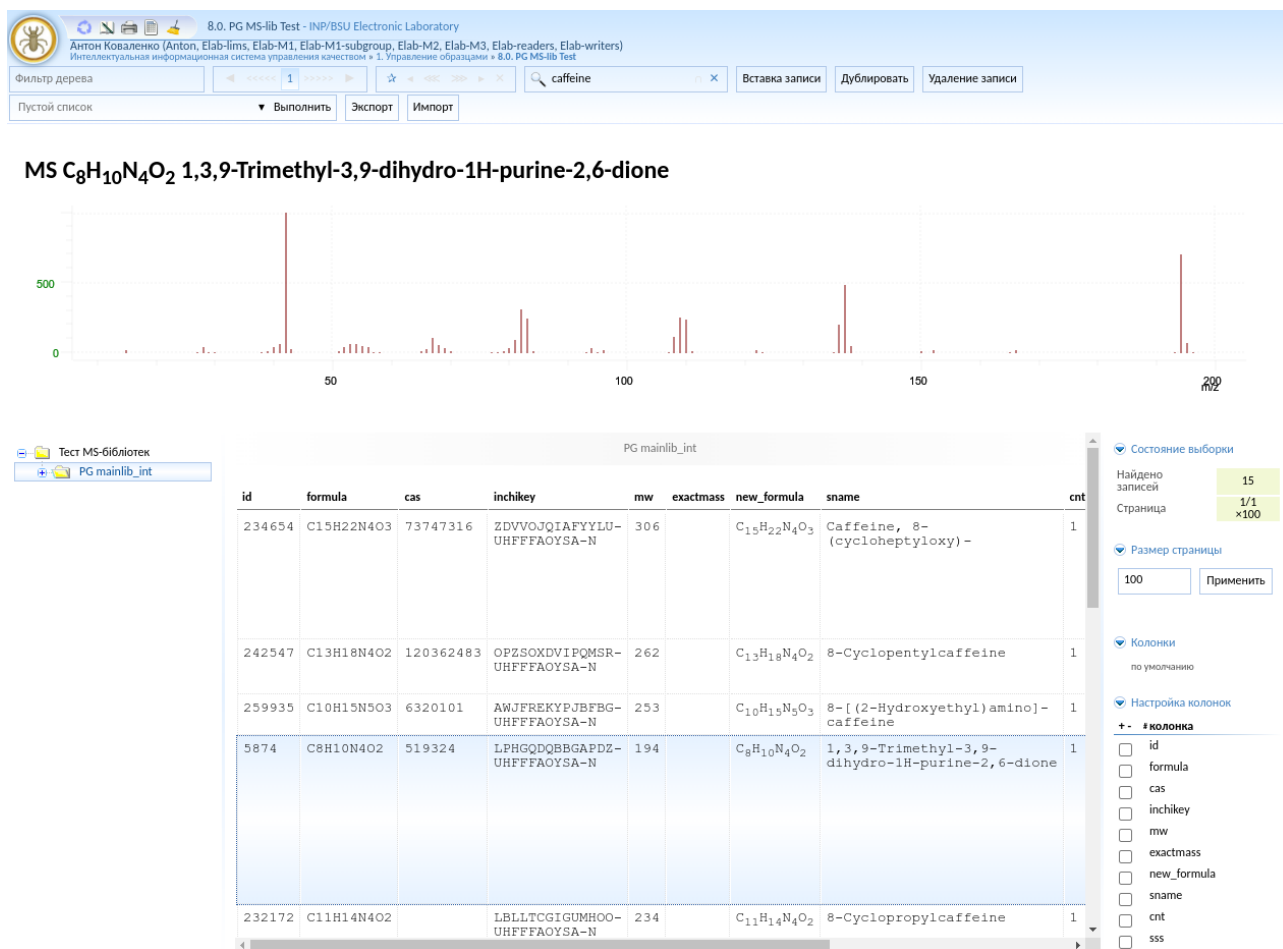 8.0. PG MS-lib Test - INP/BSU Electronic Laboratory
Антон Коваленко (Anton, Elab-lims, Elab-M1, Elab-M1-subgroup, Elab-M2, Elab-M3, Elab-readers, Elab-writers)
Интеллектуальная информационная система управления качеством » 1. Управление образцами » 8.0. PG MS-lib Test
Фильтр дерева
1
caffeine
Вставка записи
Дублировать
Удаление записи
Пустой список ▼ Выполнить
Экспорт
Импорт
MS C8H10N4O2 1,3,9-Trimethyl-3,9-dihydro-1H-purine-2,6-dione
500
0
50 100 150 200
m/z
Тест MS-бібліотек
PG mainlib_int
PG mainlib_int
id formula cas inchikey mw exactmass new_formula sname cnt
234654 C15H22N4O3 73747316 ZDVVOJQIAFYYLU- 306 C15H22N4O3 Caffeine, 8- 1
UHFFFAOYSA-N (cycloheptyloxy)-
242547 C13H18N4O2 120362483 OPZSOXDVIPQMSR- 262 C13H18N4O2 8-Cyclopentylcaffeine 1
UHFFFAOYSA-N
259935 C10H15N5O3 6320101 AWJFREKYPJBFBG- 253 C10H15N5O3 8-[(2-Hydroxyethyl)amino]- 1
UHFFFAOYSA-N caffeine
5874 C8H10N4O2 519324 LPHGQDQBBGAPDZ- 194 C8H10N4O2 1,3,9-Trimethyl-3,9- 1
UHFFFAOYSA-N dihydro-1H-purine-2,6-dione
232172 C11H14N4O2 LBLLTCGIGUMHOO- 234 C11H14N4O2 8-Cyclopropylcaffeine 1
UHFFFAOYSA-N
Состояние выборки
Найдено
записей
15
Страница
1/1
×100
Размер страницы
100
Применить
Колонки
по умолчанию
Настройка колонок
+ - # колонка
id
formula
cas
inchikey
mw
exactmass
new_formula
sname
cnt
sss